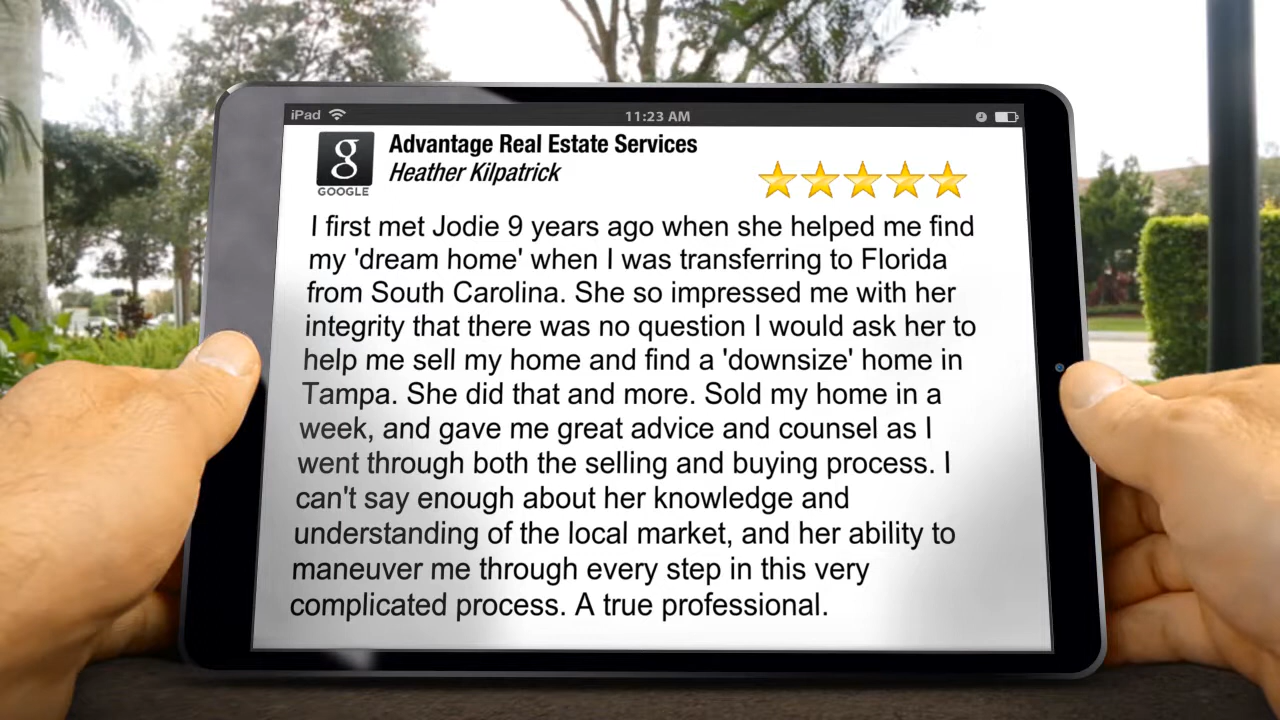 iPad 11:23 AM
g
GOOGLE
Advantage Real Estate Services
Heather Kilpatrick
I first met Jodie 9 years ago when she helped me find
my 'dream home' when I was transferring to Florida
from South Carolina. She so impressed me with her
integrity that there was no question I would ask her to
help me sell my home and find a 'downsize' home in
Tampa. She did that and more. Sold my home in a
week, and gave me great advice and counsel as I
went through both the selling and buying process. I
can't say enough about her knowledge and
understanding of the local market, and her ability to
maneuver me through every step in this very
complicated process. A true professional.